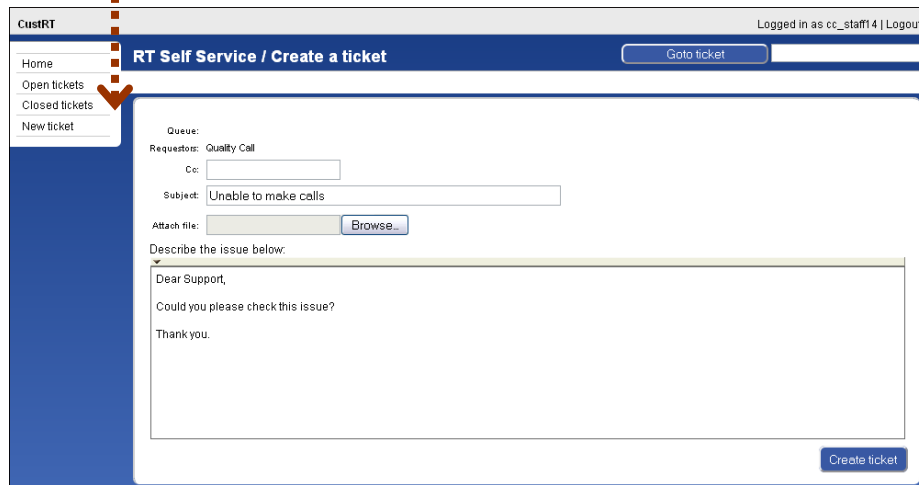 CustRT
Logged in as cc_staff14 | Logout
Home
Open tickets
Closed tickets
New ticket
RT Self Service / Create a ticket
Goto ticket
Queue:
Requestors: Quality Call
Cc:
Subject: Unable to make calls
Attach file: Browse...
Describe the issue below:
Dear Support,
Could you please check this issue?
Thank you.
Create ticket